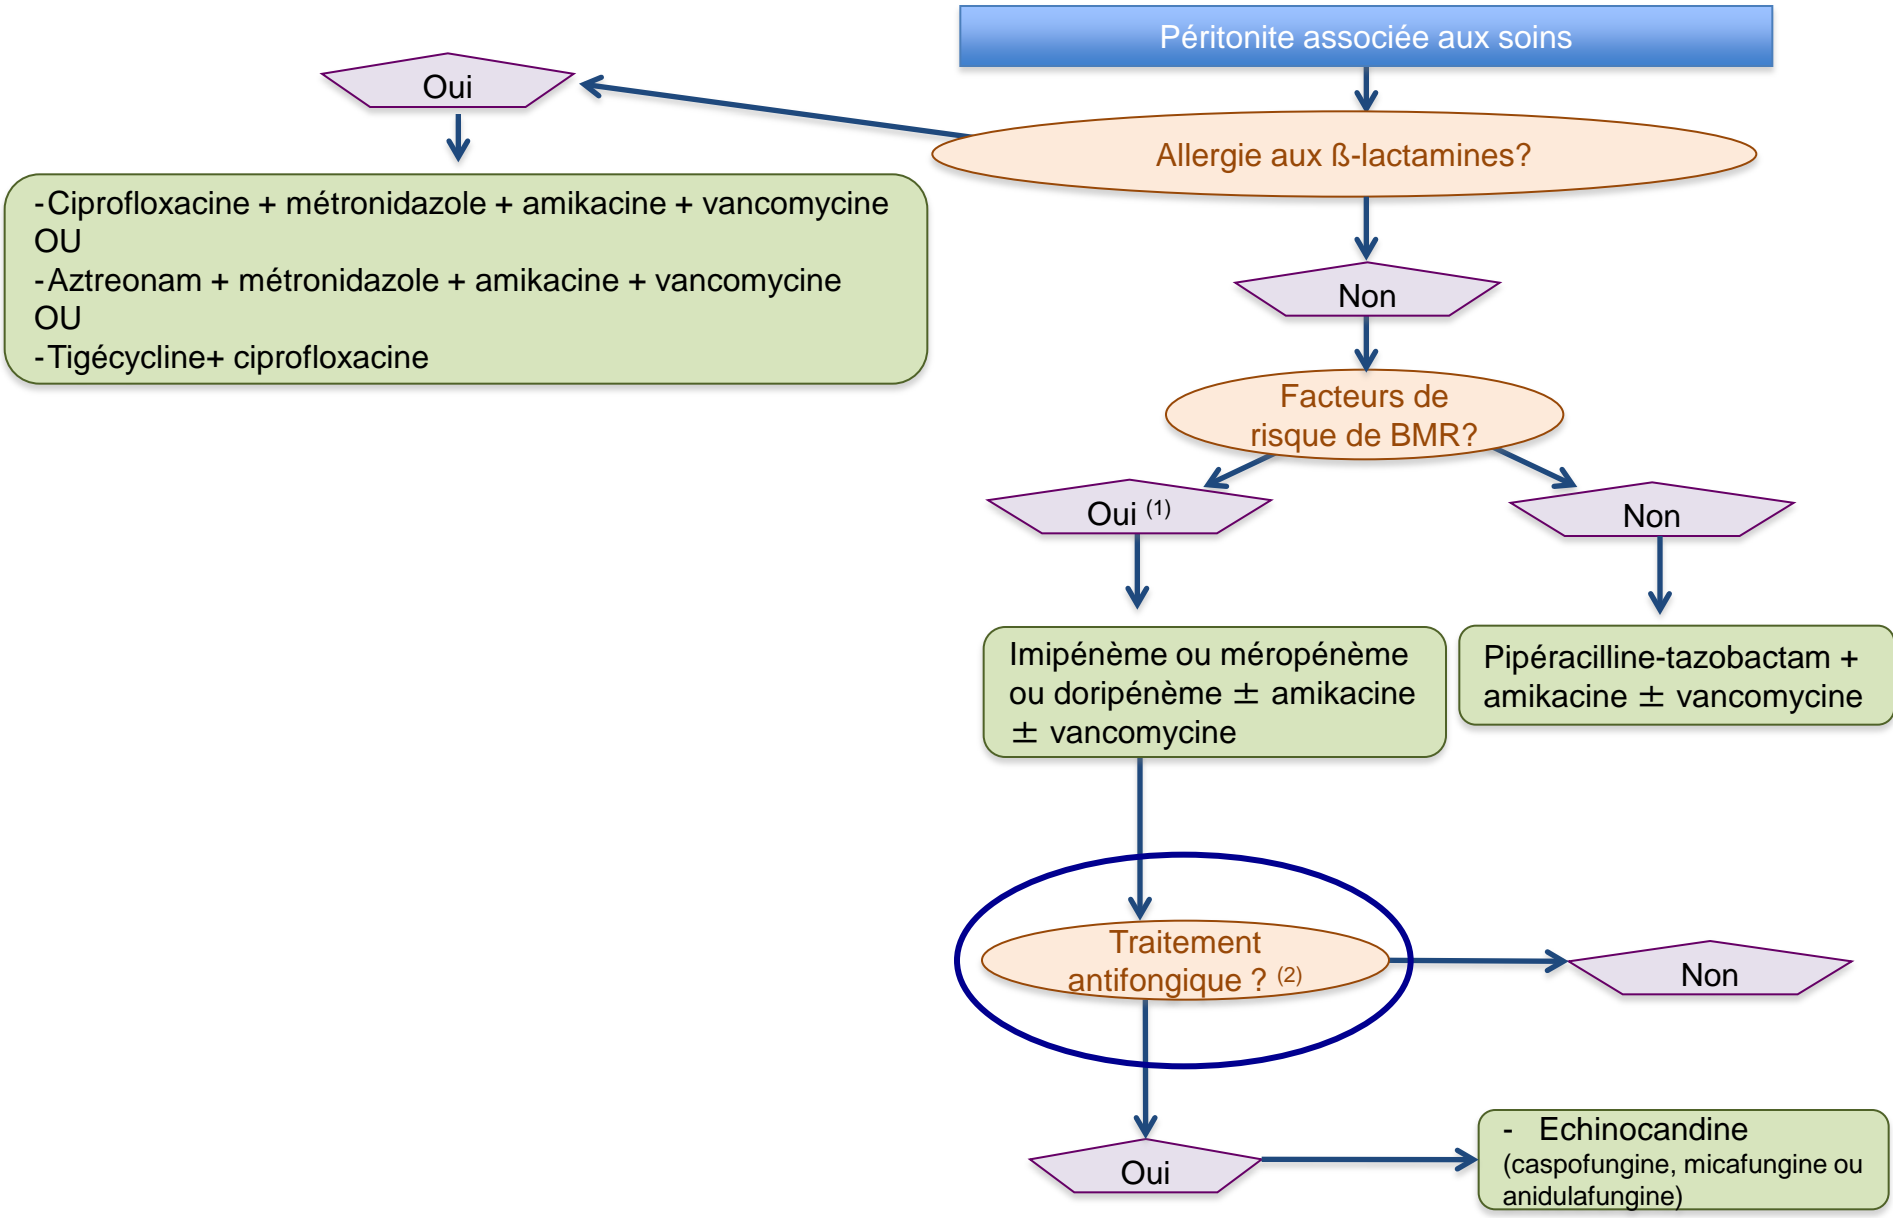 Péritonite associée aux soins
Oui
Allergie aux ß-lactamines?
-Ciprofloxacine + métronidazole + amikacine + vancomycine
OU
-Aztreonam + métronidazole + amikacine + vancomycine
OU
-Tigécycline+ ciprofloxacine
Non
Facteurs de
risque de BMR?
Oui (1)
Non
Imipénème ou méropénème
ou doripénème ± amikacine
± vancomycine
Pipéracilline-tazobactam +
amikacine ± vancomycine
Traitement
antifongique ? (2)
Non
Oui
- Echinocandine
(caspofungine, micafungine ou
anidulafungine)